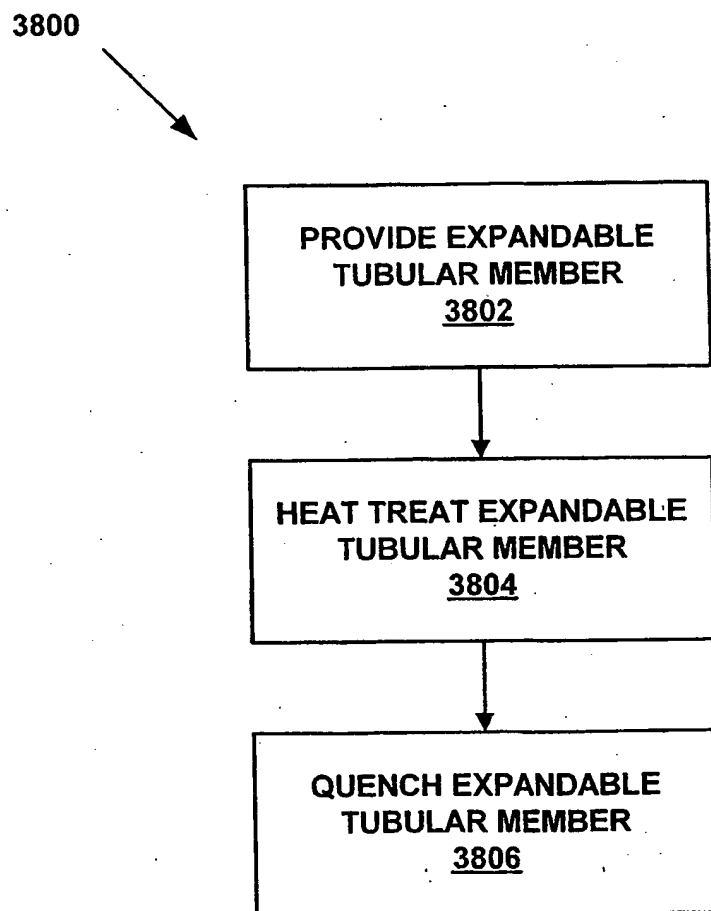 3800
PROVIDE EXPANDABLE
TUBULAR MEMBER
3802
HEAT TREAT EXPANDABLE
TUBULAR MEMBER
3804
QUENCH EXPANDABLE
TUBULAR MEMBER
3806